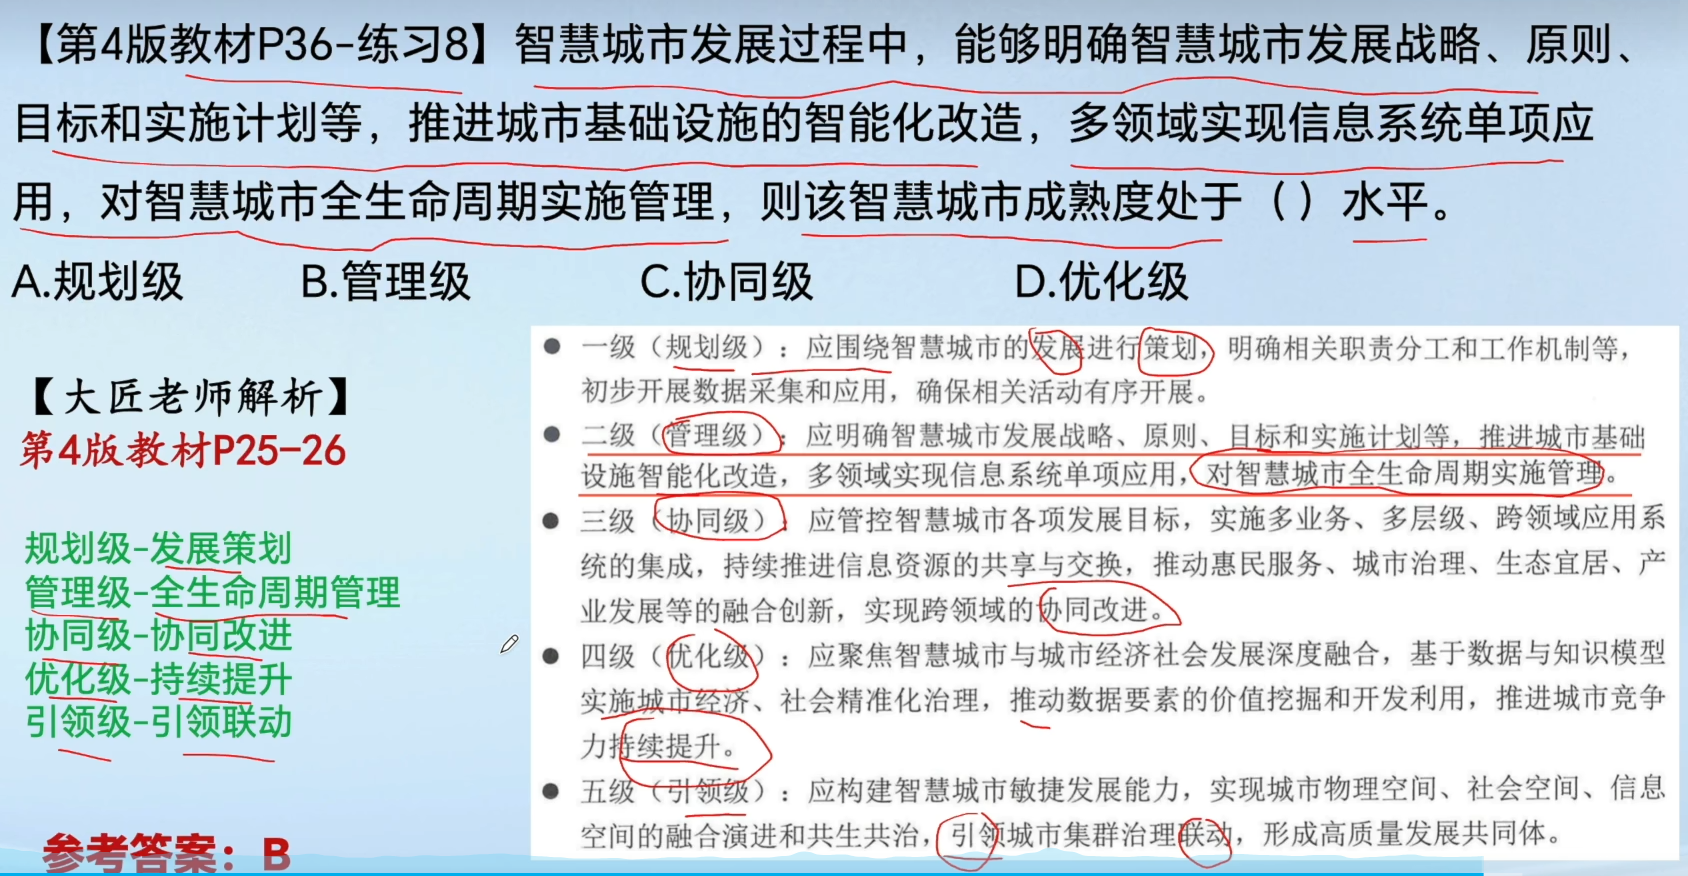 【第4版教材P36-练习8】智慧城市发展过程中，能够明确智慧城市发展战略、原则、
目标和实施计划等，推进城市基础设施的智能化改造，多领域实现信息系统单项应
用，对智慧城市全生命周期实施管理，则该智慧城市成熟度处于（）水平。
A.规划级 B.管理级 C.协同级 D.优化级
【大匠老师解析】
第4版教材P25-26
规划级-发展策划
管理级-全生命周期管理
协同级-协同改进
优化级-持续提升
引领级-引领联动
参考答案：B
● 一级（规划级）：应围绕智慧城市的发展进行策划，明确相关职责分工和工作机制等，
初步开展数据采集和应用，确保相关活动有序开展。
● 二级（管理级）：应明确智慧城市发展战略、原则、目标和实施计划等，推进城市基础
设施智能化改造，多领域实现信息系统单项应用，对智慧城市全生命周期实施管理。
● 三级（协同级）：应管控智慧城市各项发展目标，实施多业务、多层级、跨领域应用系
统的集成，持续推进信息资源的共享与交换，推动惠民服务、城市治理、生态宜居、产
业发展等的融合创新，实现跨领域的协同改进。
● 四级（优化级）：应聚焦智慧城市与城市经济社会发展深度融合，基于数据与知识模型
实施城市经济、社会精准化治理，推动数据要素的价值挖掘和开发利用，推进城市竞争
力持续提升。
● 五级（引领级）：应构建智慧城市敏捷发展能力，实现城市物理空间、社会空间、信息
空间的融合演进和共生共治，引领城市集群治理联动，形成高质量发展共同体。